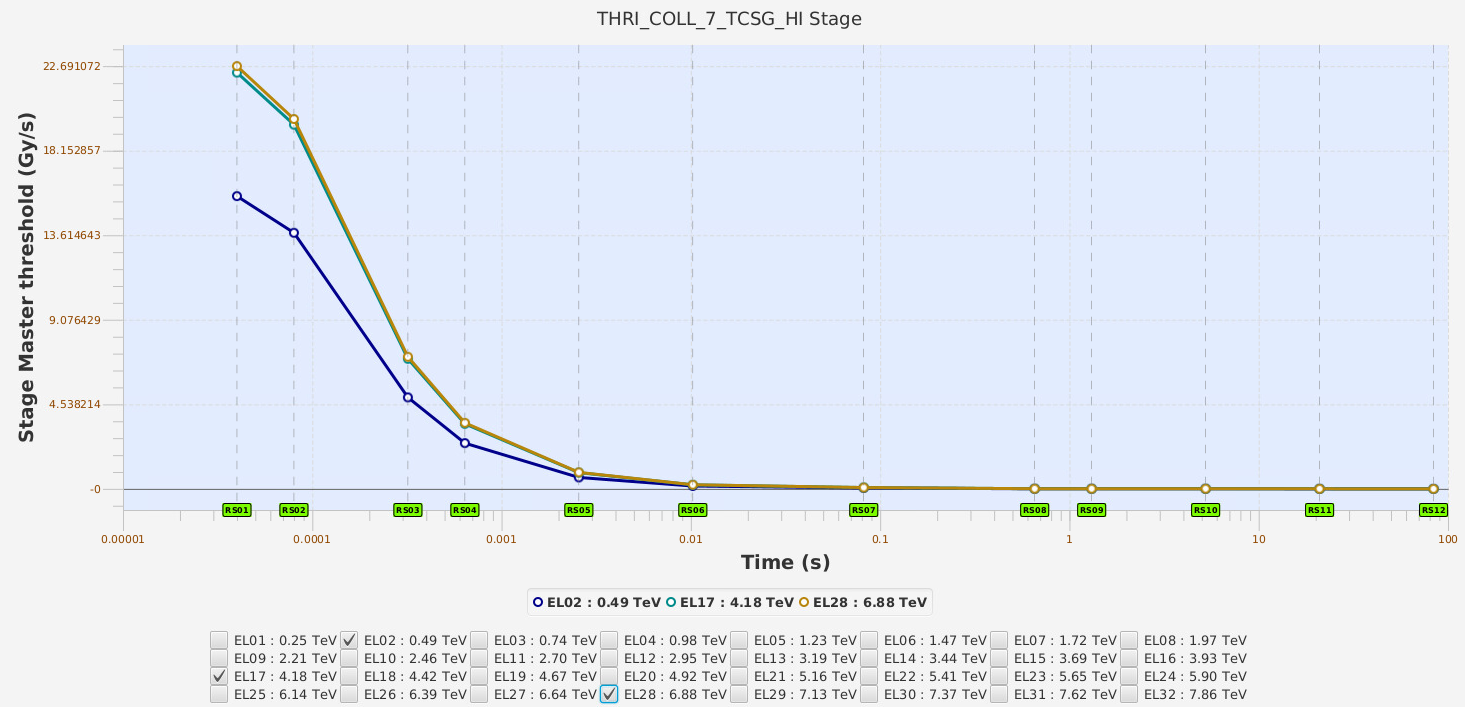 THRI_COLL_7_TCSG_HI Stage
Stage Master threshold (Gy/s)
22.691072
18.152857
13.614643
9.076429
4.538214
-0
RS01 RS02 RS03 RS04 RS05 RS06 RS07 RS08 RS09 RS10 RS11 RS12
0.00001 0.0001 0.001 0.01 0.1 1 10 100
Time (s)
EL02 : 0.49 TeV EL17 : 4.18 TeV EL28 : 6.88 TeV
EL01 : 0.25 TeV EL02 : 0.49 TeV EL03 : 0.74 TeV EL04 : 0.98 TeV EL05 : 1.23 TeV EL06 : 1.47 TeV EL07 : 1.72 TeV EL08 : 1.97 TeV
EL09 : 2.21 TeV EL10 : 2.46 TeV EL11 : 2.70 TeV EL12 : 2.95 TeV EL13 : 3.19 TeV EL14 : 3.44 TeV EL15 : 3.69 TeV EL16 : 3.93 TeV
EL17 : 4.18 TeV EL18 : 4.42 TeV EL19 : 4.67 TeV EL20 : 4.92 TeV EL21 : 5.16 TeV EL22 : 5.41 TeV EL23 : 5.65 TeV EL24 : 5.90 TeV
EL25 : 6.14 TeV EL26 : 6.39 TeV EL27 : 6.64 TeV EL28 : 6.88 TeV EL29 : 7.13 TeV EL30 : 7.37 TeV EL31 : 7.62 TeV EL32 : 7.86 TeV